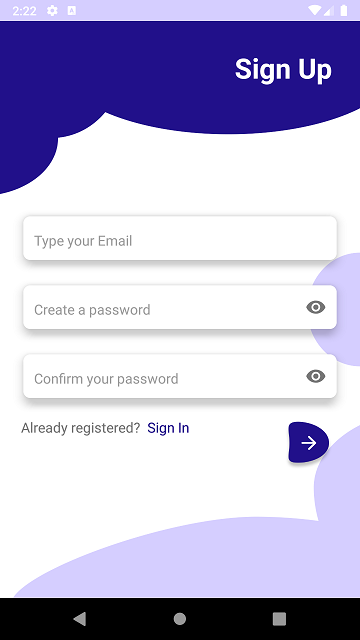 2:22
Sign Up
Type your Email
Create a password
Confirm your password
Already registered? Sign In